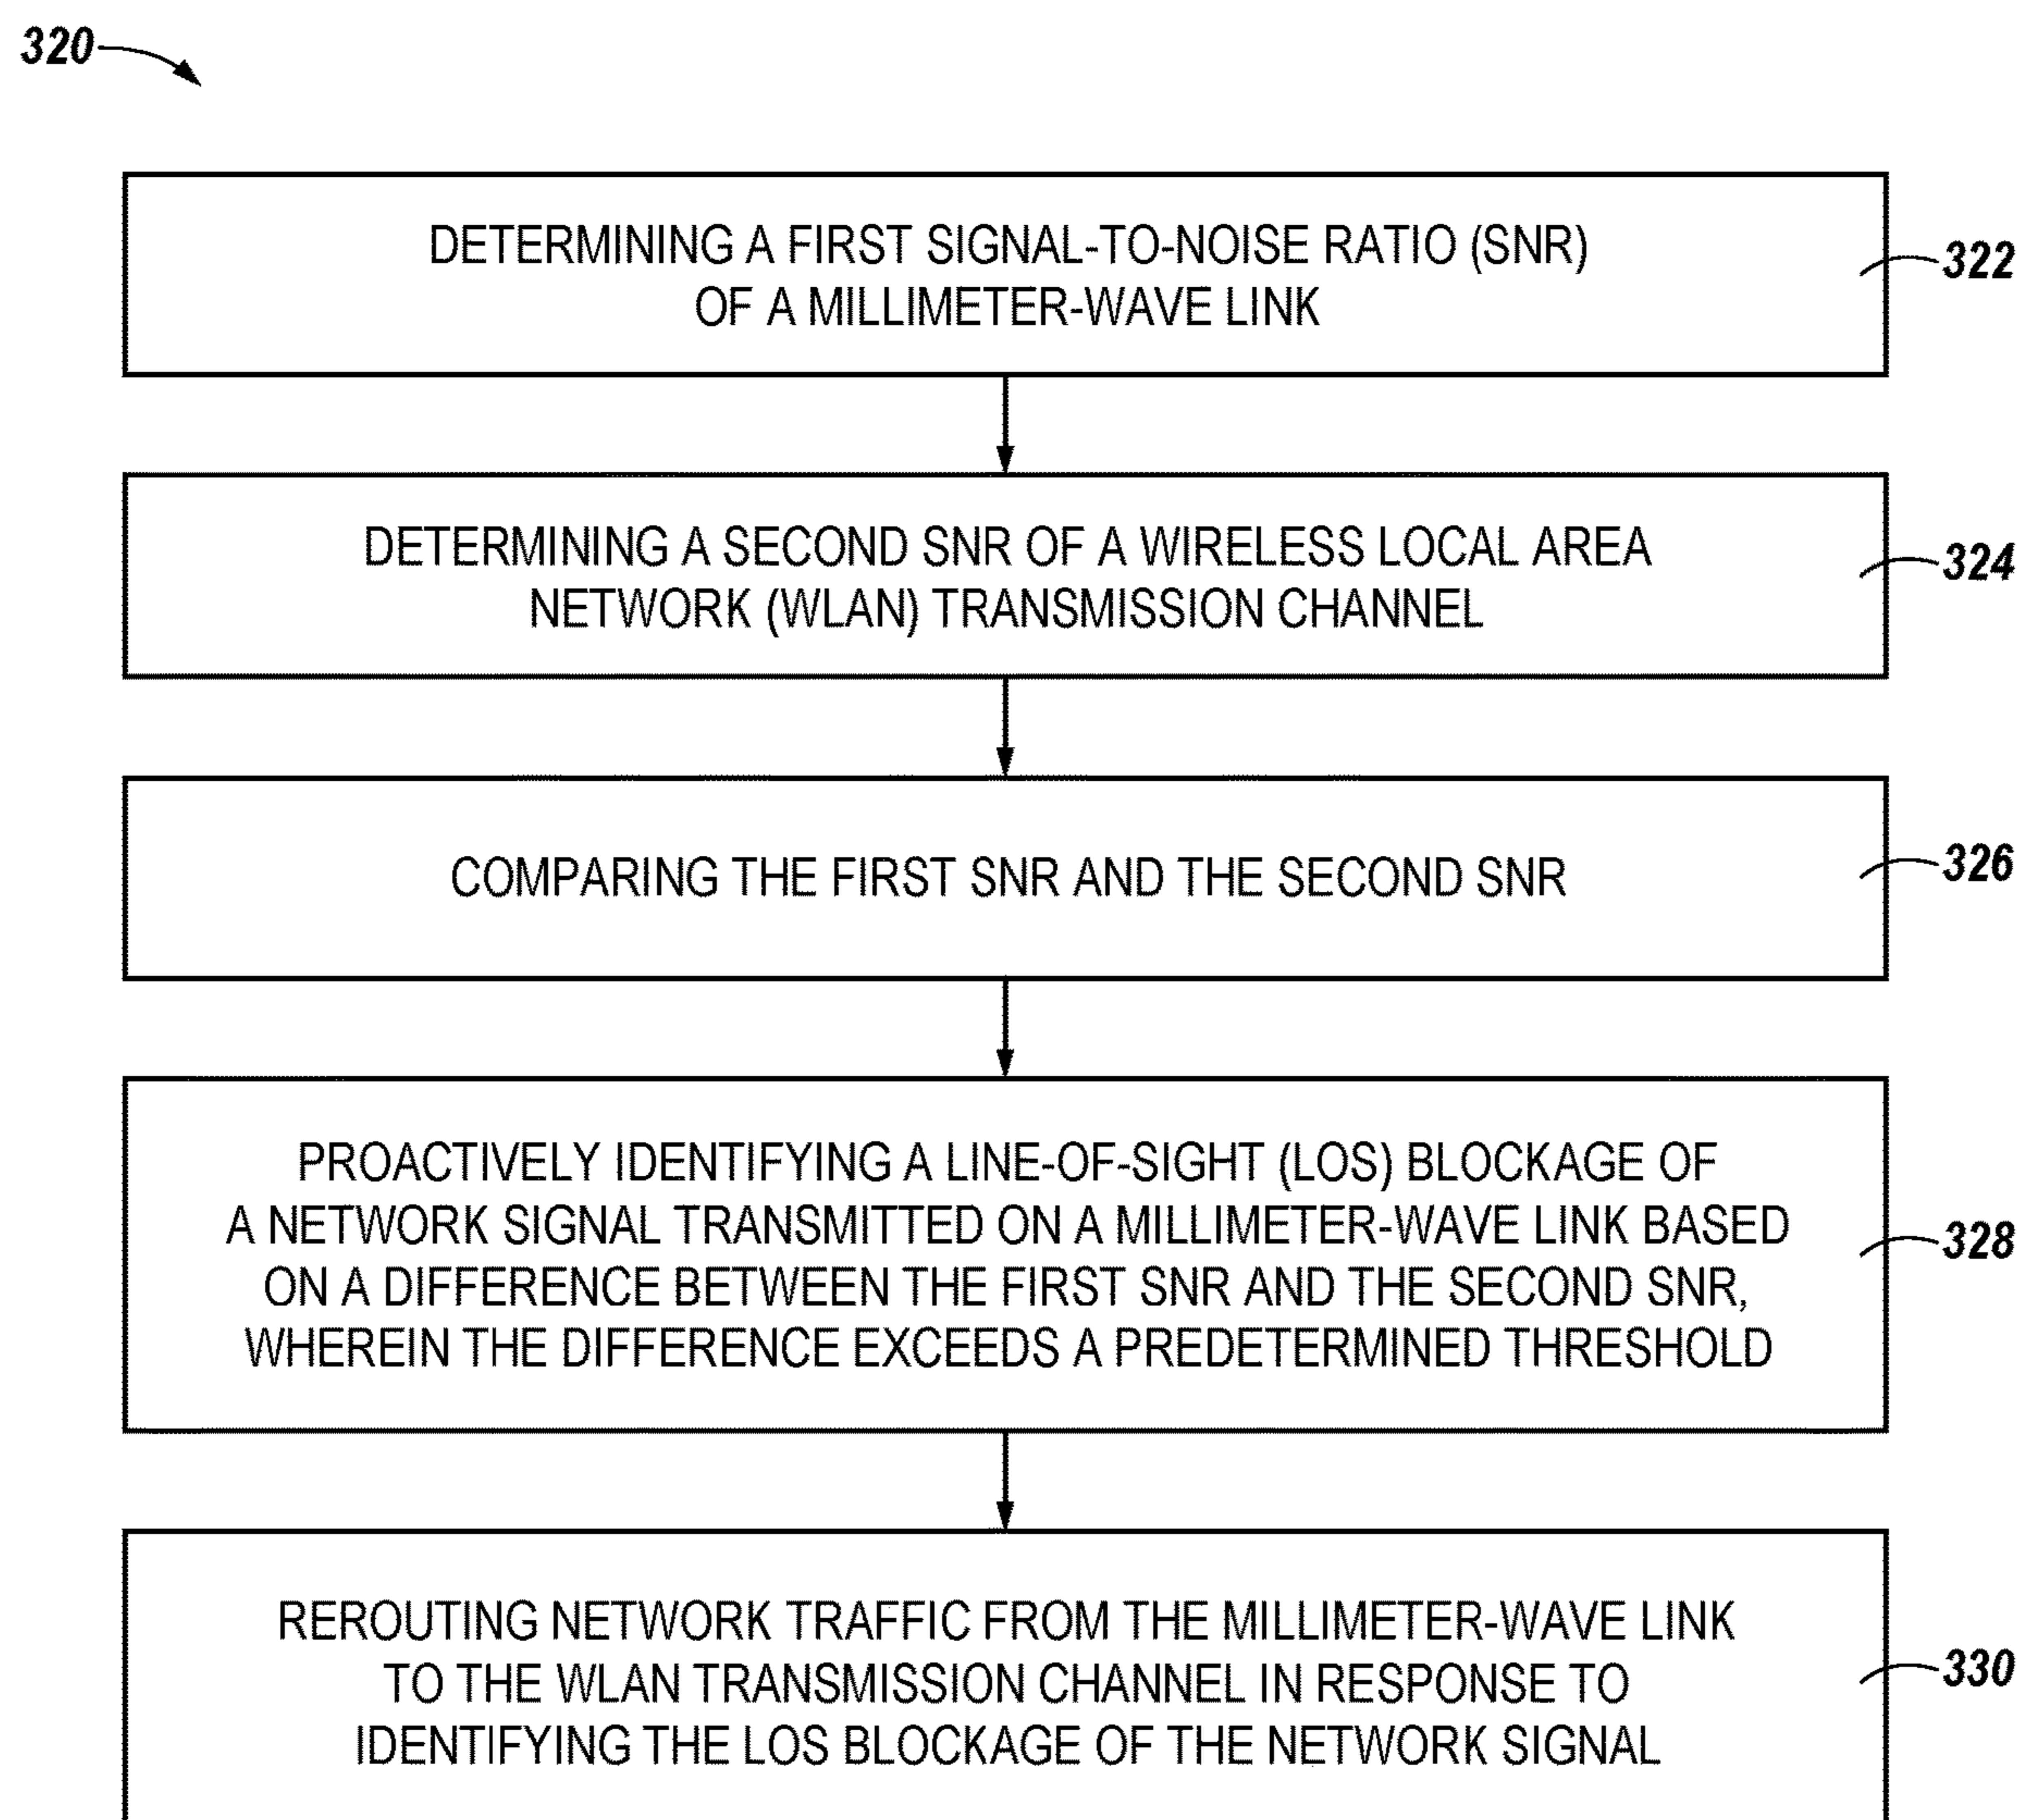 320
DETERMINING A FIRST SIGNAL-TO-NOISE RATIO (SNR)
OF A MILLIMETER-WAVE LINK
322
DETERMINING A SECOND SNR OF A WIRELESS LOCAL AREA
NETWORK (WLAN) TRANSMISSION CHANNEL
324
COMPARING THE FIRST SNR AND THE SECOND SNR
326
PROACTIVELY IDENTIFYING A LINE-OF-SIGHT (LOS) BLOCKAGE OF
A NETWORK SIGNAL TRANSMITTED ON A MILLIMETER-WAVE LINK BASED
ON A DIFFERENCE BETWEEN THE FIRST SNR AND THE SECOND SNR,
WHEREIN THE DIFFERENCE EXCEEDS A PREDETERMINED THRESHOLD
328
REROUTING NETWORK TRAFFIC FROM THE MILLIMETER-WAVE LINK
TO THE WLAN TRANSMISSION CHANNEL IN RESPONSE TO
IDENTIFYING THE LOS BLOCKAGE OF THE NETWORK SIGNAL
330